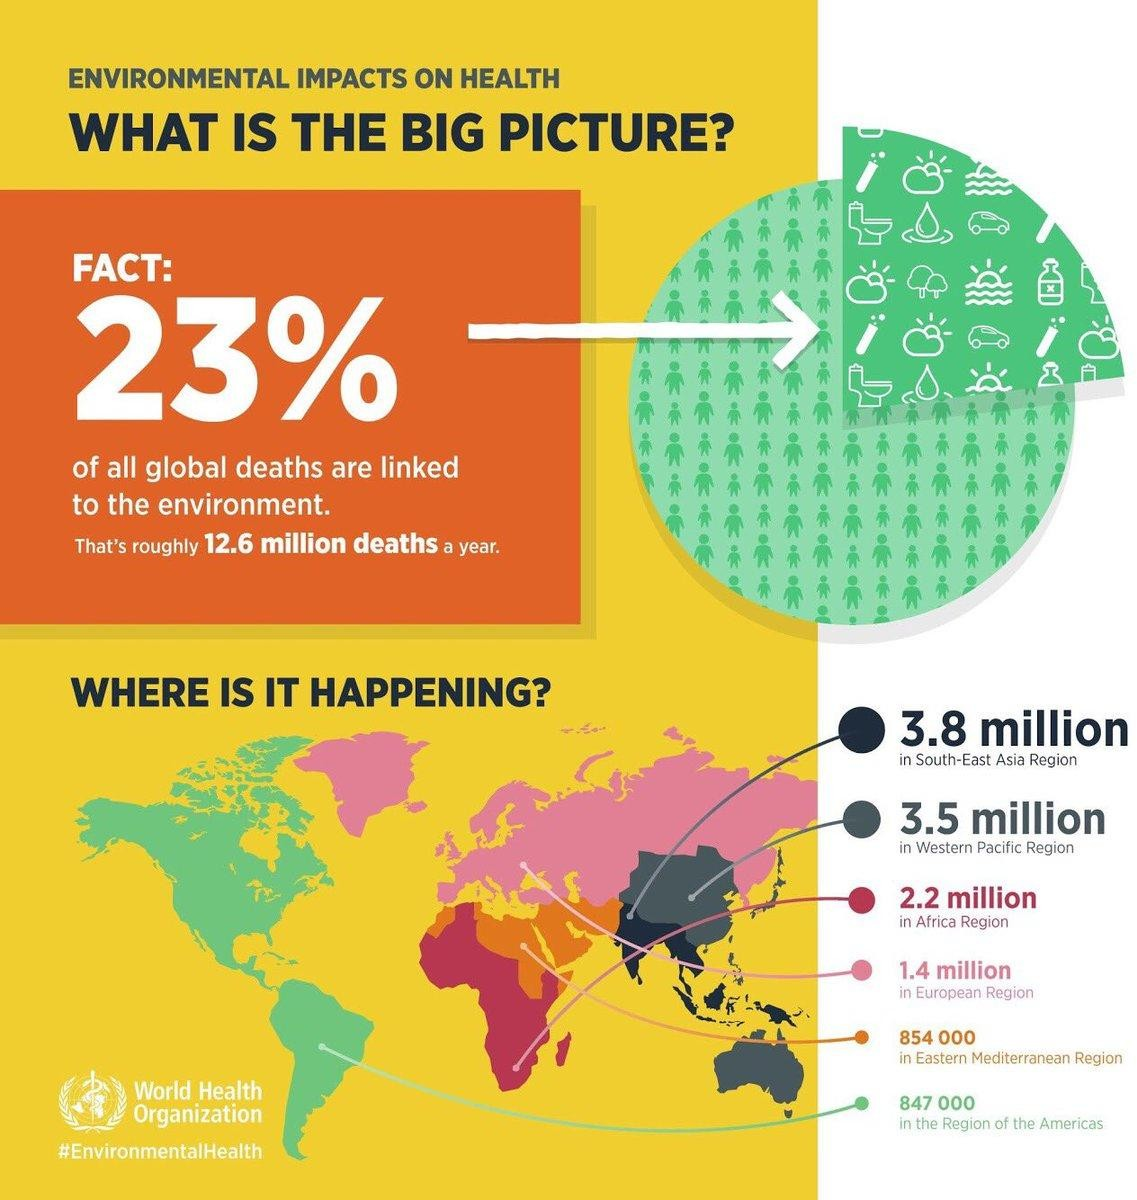 ENVIRONMENTAL IMPACTS ON HEALTH
WHAT IS THE BIG PICTURE?
FACT:
23%
of all global deaths are linked
to the environment.
That's roughly 12.6 million deaths a year.
WHERE IS IT HAPPENING?
3.8 million
in South-East Asia Region
3.5 million
in Western Pacific Region
2.2 million
in Africa Region
1.4 million
in European Region
854 000
in Eastern Mediterranean Region
847 000
in the Region of the Americas
World Health
Organization
#EnvironmentalHealth